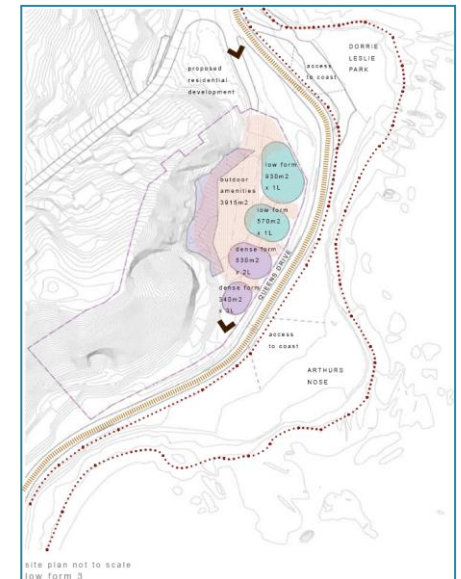 DORRIE
LESLIE
PARK
access
to coast
proposed
residential
development
low form
930m2
x 1L
outdoor
amenities
3915m2
low form
570m2
x 1L
dense form
530m2
x 2L
QUEENS DRIVE
dense form
340m2
access
to coast
ARTHURS
NOSE
site plan not to scale
low form 3